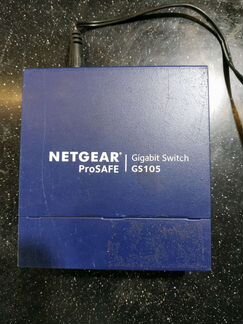 NETGEAR® | Gigabit Switch
ProSAFE | GS105